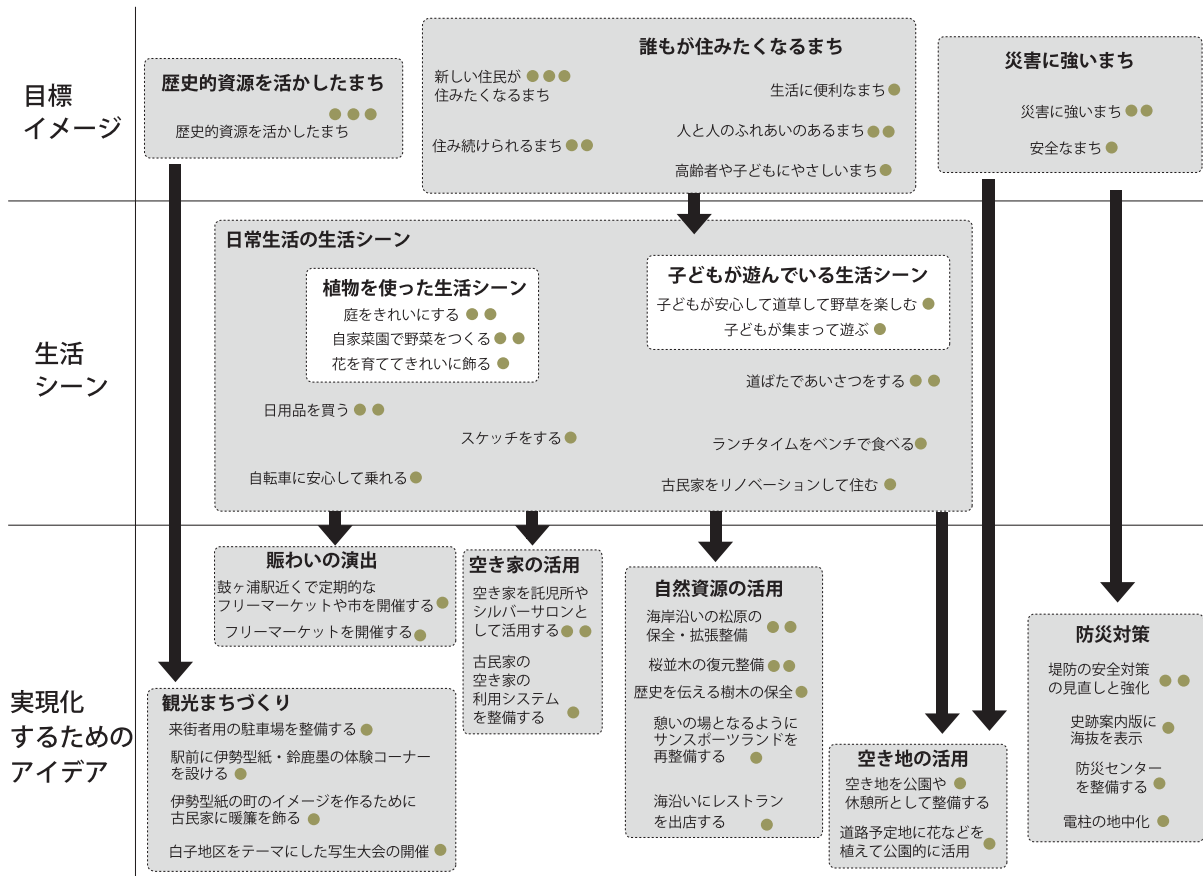 目標
イメージ
歴史的資源を活かしたまち
歴史的資源を活かしたまち
誰もが住みたくなるまち
新しい住民が
住みたくなるまち
住み続けられるまち
生活に便利なまち
人と人のふれあいのあるまち
高齢者や子どもにやさしいまち
災害に強いまち
災害に強いまち
安全なまち
生活
シーン
日常生活の生活シーン
植物を使った生活シーン
庭をきれいにする
自家菜園で野菜をつくる
花を育ててきれいに飾る
子どもが遊んでいる生活シーン
子どもが安心して道草して野草を楽しむ
子どもが集まって遊ぶ
道ばたであいさつをする
日用品を買う
スケッチをする
ランチタイムをベンチで食べる
自転車に安心して乗れる
古民家をリノベーションして住む
実現化
するための
アイデア
賑わいの演出
鼓ヶ浦駅近くで定期的な
フリーマーケットや市を開催する
フリーマーケットを開催する
観光まちづくり
来街者用の駐車場を整備する
駅前に伊勢型紙・鈴鹿墨の体験コーナー
を設ける
伊勢型紙の町のイメージを作るために
古民家に暖簾を飾る
白子地区をテーマにした写生大会の開催
空き家の活用
空き家を託児所や
シルバーサロンと
して活用する
古民家の
空き家の
利用システム
を整備する
自然資源の活用
海岸沿いの松原の
保全・拡張整備
桜並木の復元整備
歴史を伝える樹木の保全
憩いの場となるように
サンスポーツランドを
再整備する
海沿いにレストラン
を出店する
空き地の活用
空き地を公園や
休憩所として整備する
道路予定地に花などを
植えて公園的に活用
防災対策
堤防の安全対策
の見直しと強化
史跡案内版に
海抜を表示
防災センター
を整備する
電柱の地中化